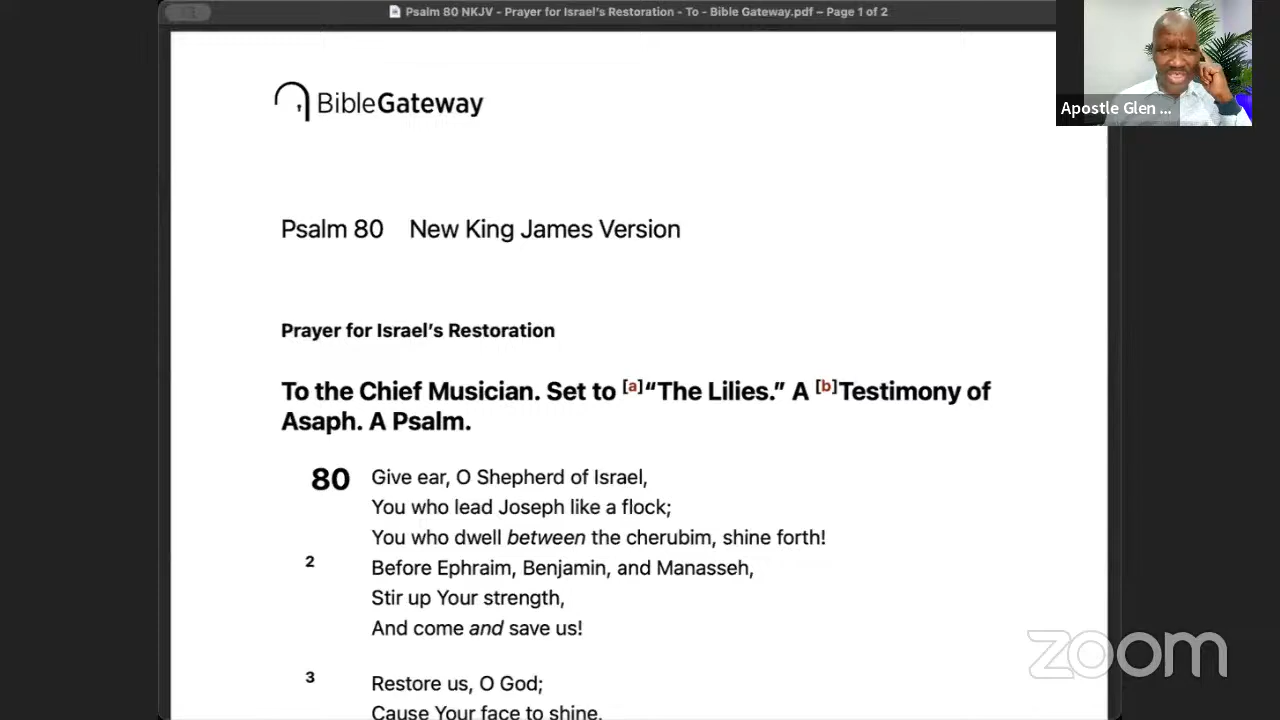 Psalm 80 NKJV - Prayer for Israel's Restoration - To - Bible Gateway.pdf – Page 1 of 2
BibleGateway
Apostle Glen ...
Psalm 80 New King James Version
Prayer for Israel's Restoration
To the Chief Musician. Set to [a]“The Lilies.” A [b]Testimony of
Asaph. A Psalm.
80 Give ear, O Shepherd of Israel,
You who lead Joseph like a flock;
You who dwell between the cherubim, shine forth!
2 Before Ephraim, Benjamin, and Manasseh,
Stir up Your strength,
And come and save us!
3 Restore us, O God;
Cause Your face to shine,
zoom